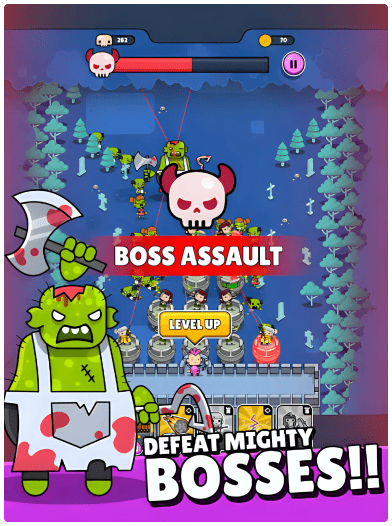 262
70
BOSS ASSAULT
LEVEL UP
DEFEAT MIGHTY
BOSSES!!